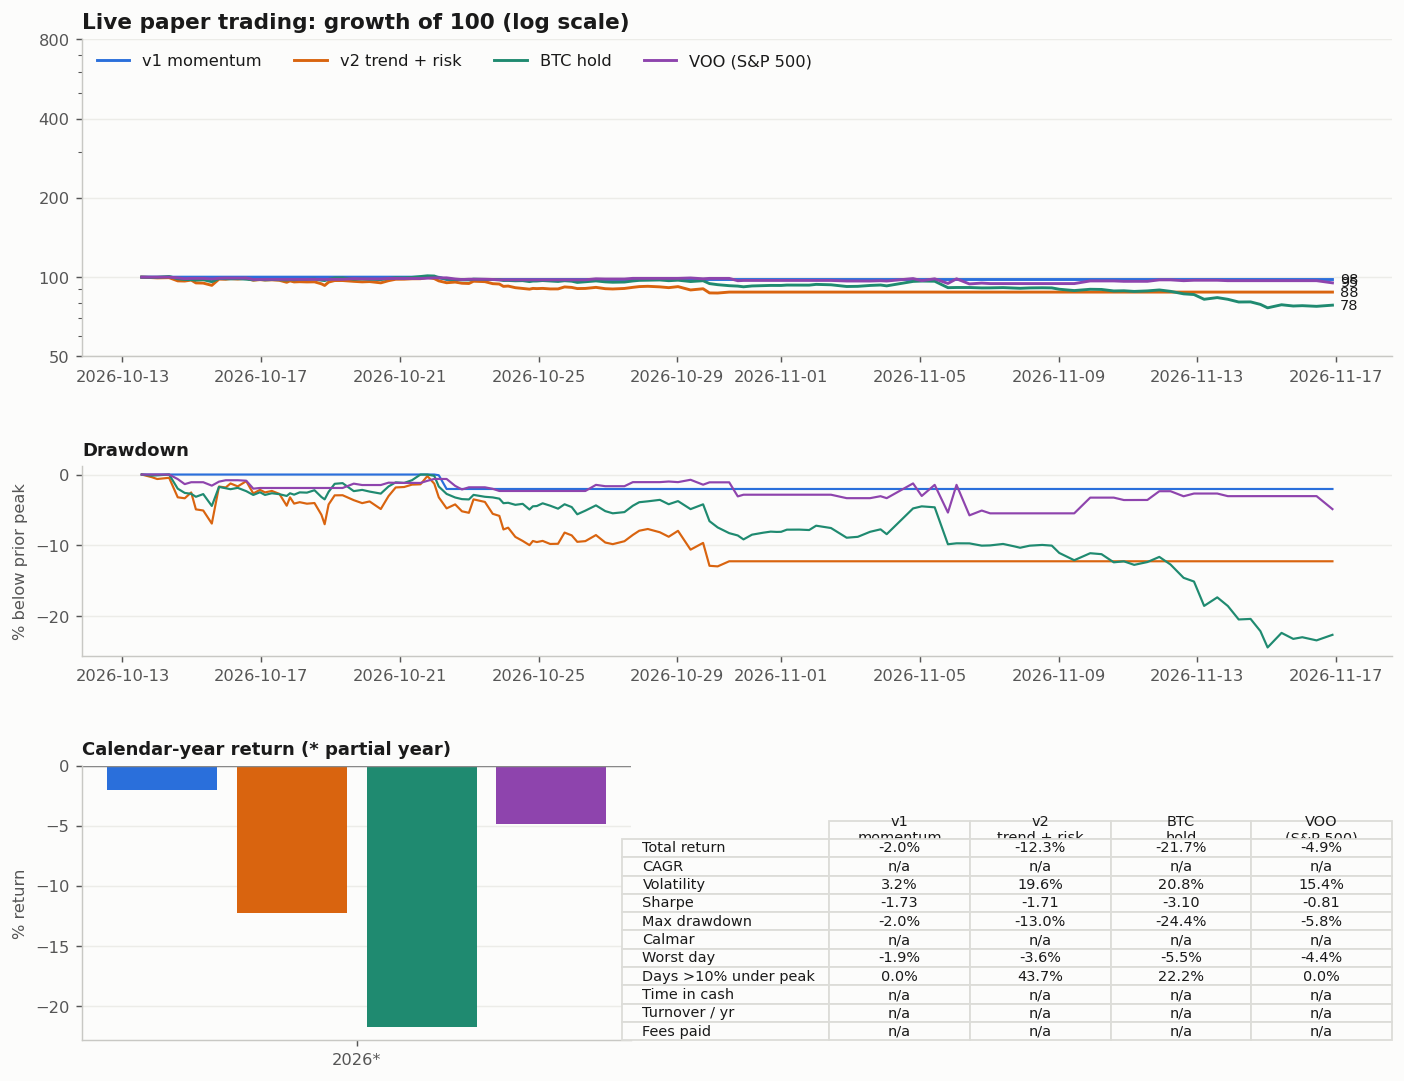 Live paper trading: growth of 100 (log scale)
v1 momentum
v2 trend + risk
BTC hold
VOO (S&P 500)
800
400
200
100
50
98
88
78
2026-10-13
2026-10-17
2026-10-21
2026-10-25
2026-10-29
2026-11-01
2026-11-05
2026-11-09
2026-11-13
2026-11-17
Drawdown
% below prior peak
0
−10
−20
2026-10-13
2026-10-17
2026-10-21
2026-10-25
2026-10-29
2026-11-01
2026-11-05
2026-11-09
2026-11-13
2026-11-17
Calendar-year return (* partial year)
% return
0
−5
−10
−15
−20
2026*
v1 momentum v2 trend + risk BTC hold VOO (S&P 500)
Total return -2.0% -12.3% -21.7% -4.9%
CAGR n/a n/a n/a n/a
Volatility 3.2% 19.6% 20.8% 15.4%
Sharpe -1.73 -1.71 -3.10 -0.81
Max drawdown -2.0% -13.0% -24.4% -5.8%
Calmar n/a n/a n/a n/a
Worst day -1.9% -3.6% -5.5% -4.4%
Days >10% under peak 0.0% 43.7% 22.2% 0.0%
Time in cash n/a n/a n/a n/a
Turnover / yr n/a n/a n/a n/a
Fees paid n/a n/a n/a n/a